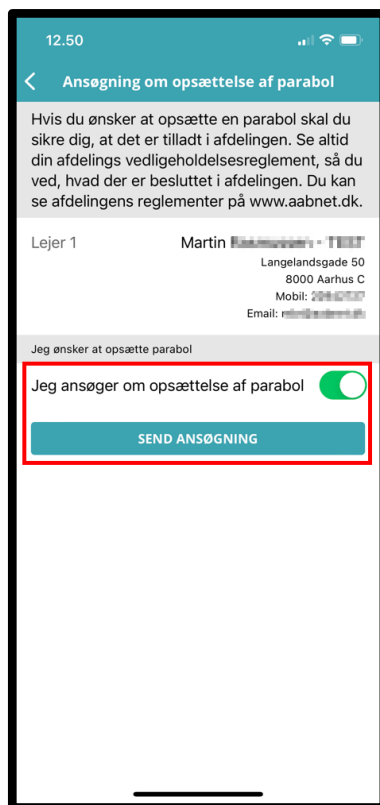 12.50
Ansøgning om opsættelse af parabol
Hvis du ønsker at opsætte en parabol skal du
sikre dig, at det er tilladt i afdelingen. Se altid
din afdelings vedligeholdelsesreglement, så du
ved, hvad der er besluttet i afdelingen. Du kan
se afdelingens reglementer på www.aabnet.dk.
Lejer 1 Martin
Langelandsgade 50
8000 Aarhus C
Mobil:
Email:
Jeg ønsker at opsætte parabol
Jeg ansøger om opsættelse af parabol
SEND ANSØGNING